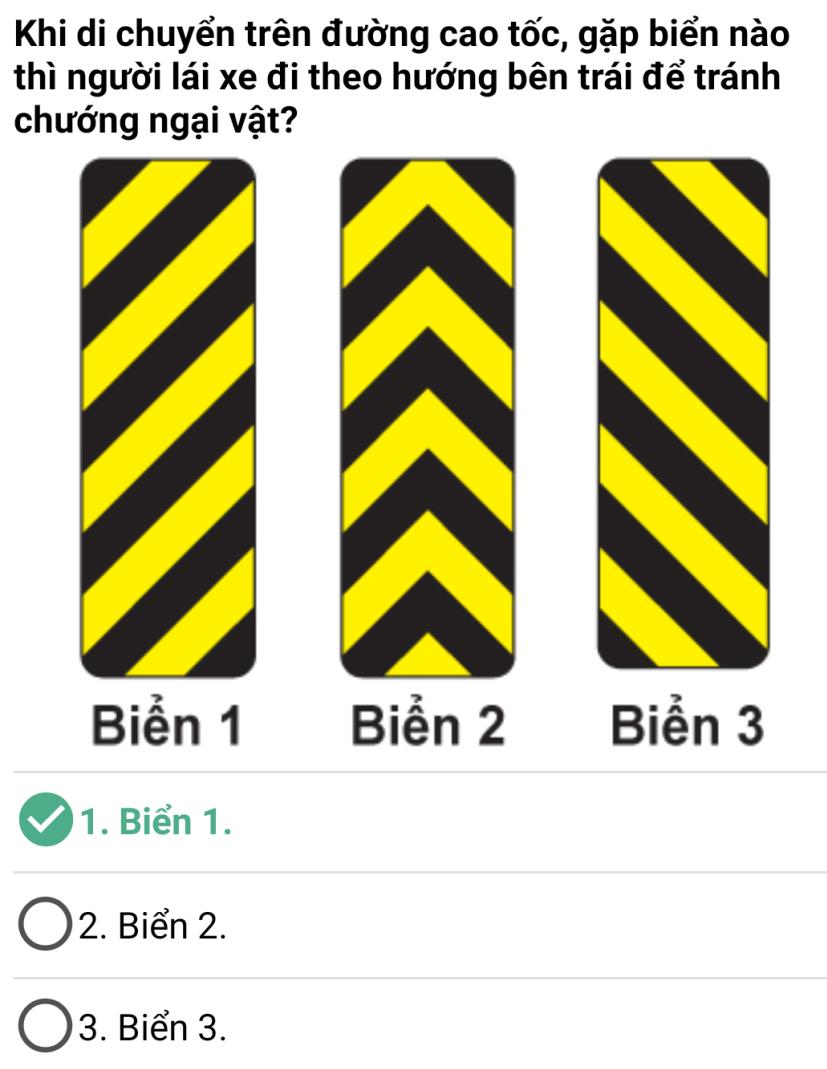 Khi di chuyển trên đường cao tốc, gặp biển nào
thì người lái xe đi theo hướng bên trái để tránh
chướng ngại vật?
Biển 1
Biển 2
Biển 3
1. Biển 1.
2. Biển 2.
3. Biển 3.